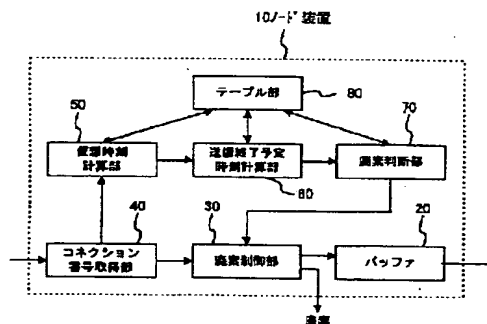 10ノード装置
テーブル部
80
50
70
仮想時刻
計算部
送信終了予定
時刻計算部
廃棄判断部
60
40
30
20
コネクション
番号取得部
廃棄制御部
バッファ
廃棄